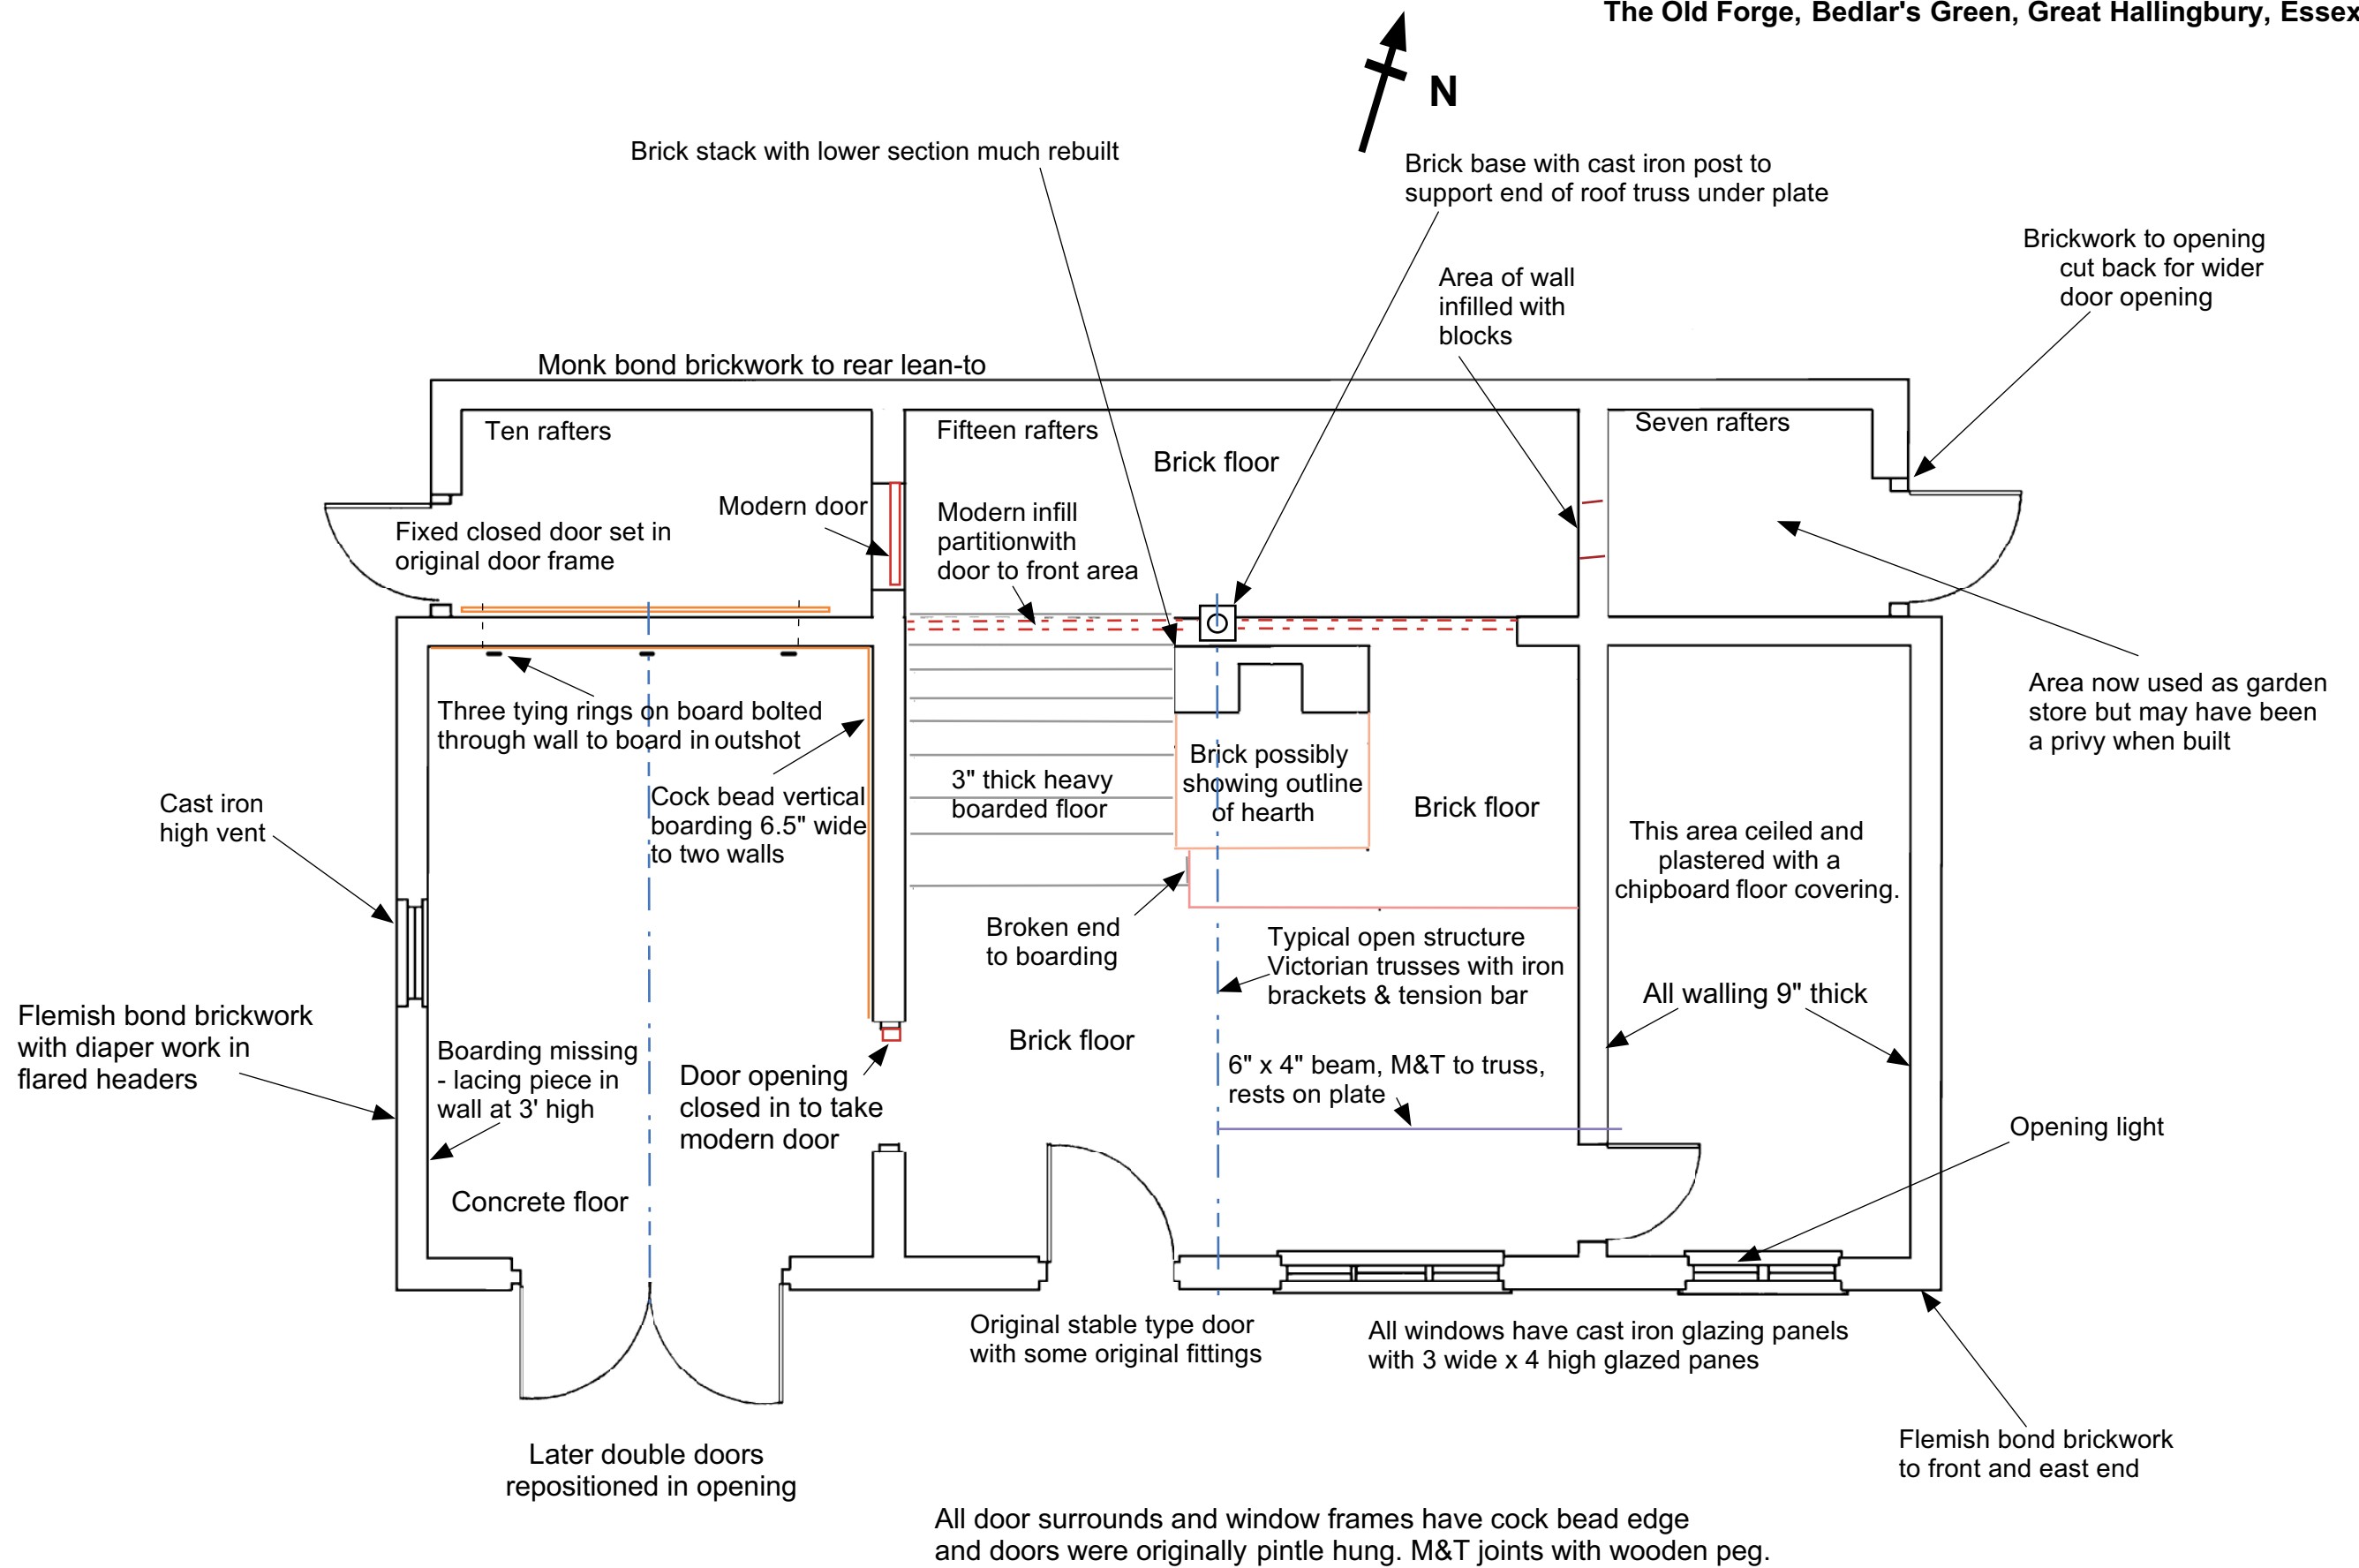 The Old Forge, Bedlar's Green, Great Hallingbury, Essex
N
Brick stack with lower section much rebuilt
Brick base with cast iron post to
support end of roof truss under plate
Brickwork to opening
cut back for wider
door opening
Area of wall
infilled with
blocks
Monk bond brickwork to rear lean-to
Ten rafters
Fifteen rafters
Seven rafters
Brick floor
Modern door
Modern infill
partitionwith
door to front area
Fixed closed door set in
original door frame
Three tying rings on board bolted
through wall to board in outshot
Area now used as garden
store but may have been
a privy when built
Cast iron
high vent
Cock bead vertical
boarding 6.5" wide
to two walls
3" thick heavy
boarded floor
Brick possibly
showing outline
of hearth
Brick floor
This area ceiled and
plastered with a
chipboard floor covering.
Broken end
to boarding
Typical open structure
Victorian trusses with iron
brackets & tension bar
All walling 9" thick
Flemish bond brickwork
with diaper work in
flared headers
Boarding missing
- lacing piece in
wall at 3' high
Door opening
closed in to take
modern door
Brick floor
6" x 4" beam, M&T to truss,
rests on plate
Opening light
Concrete floor
Original stable type door
with some original fittings
All windows have cast iron glazing panels
with 3 wide x 4 high glazed panes
Later double doors
repositioned in opening
Flemish bond brickwork
to front and east end
All door surrounds and window frames have cock bead edge
and doors were originally pintle hung. M&T joints with wooden peg.